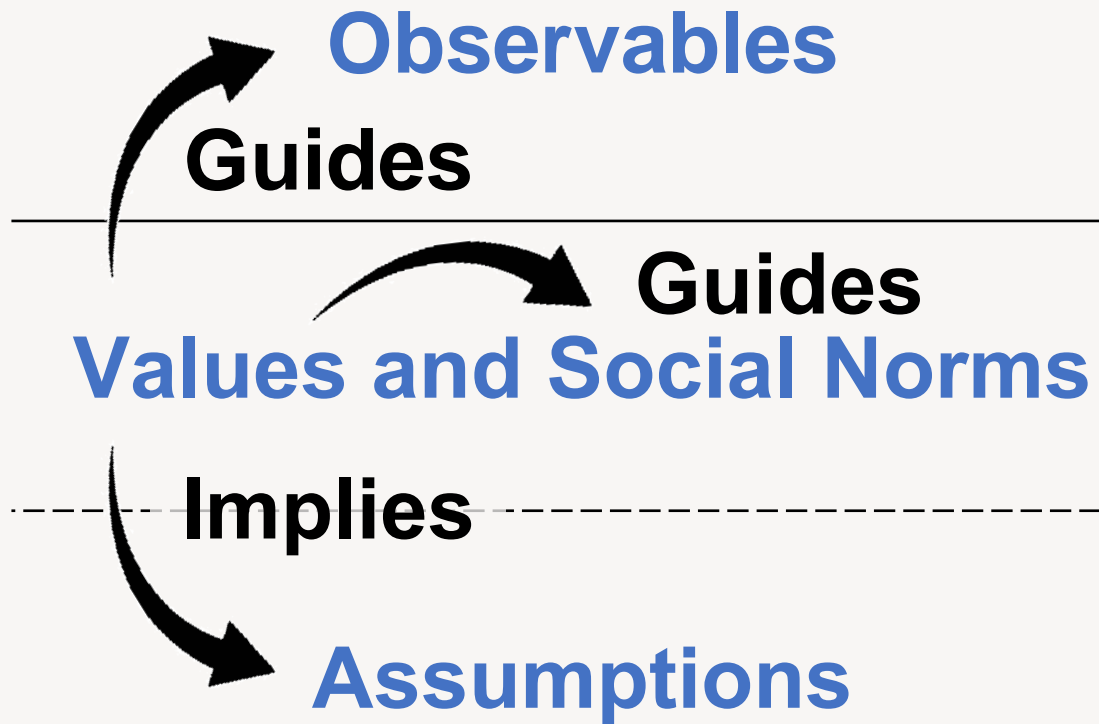 Observables
Guides
Guides
Values and Social Norms
Implies
Assumptions